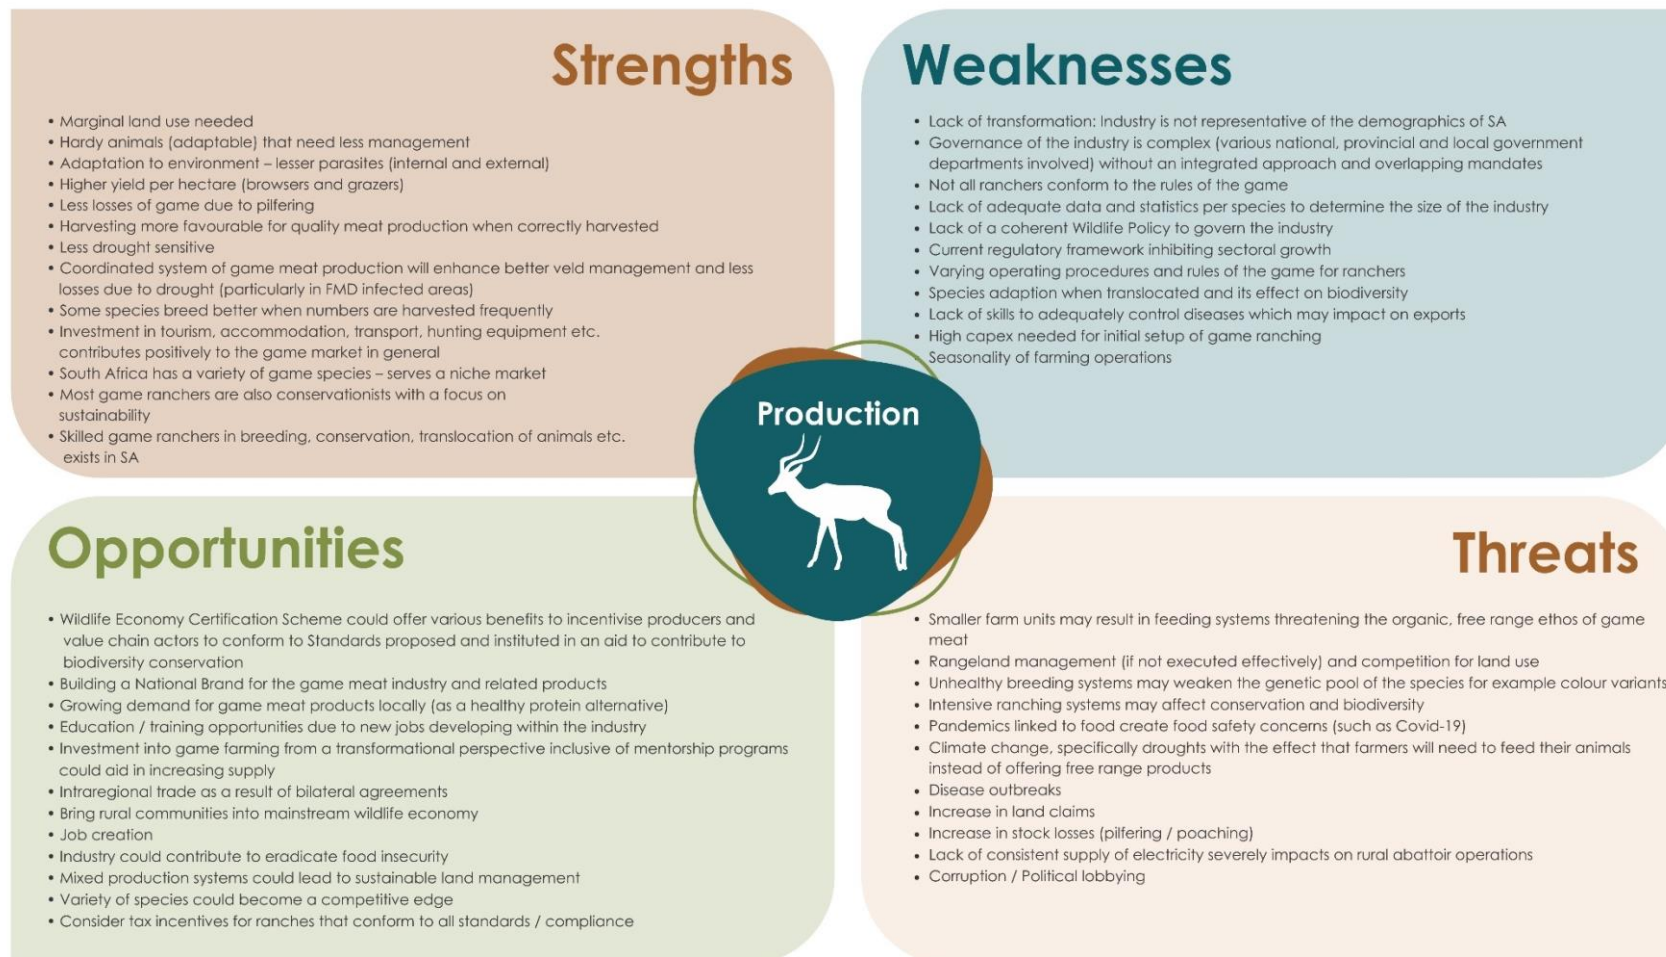 Strengths
• Marginal land use needed
• Hardy animals (adaptable) that need less management
• Adaptation to environment – lesser parasites (internal and external)
• Higher yield per hectare (browsers and grazers)
• Less losses of game due to pilfering
• Harvesting more favourable for quality meat production when correctly harvested
• Less drought sensitive
• Coordinated system of game meat production will enhance better veld management and less
losses due to drought (particularly in FMD infected areas)
• Some species breed better when numbers are harvested frequently
• Investment in tourism, accommodation, transport, hunting equipment etc.
contributes positively to the game market in general
• South Africa has a variety of game species – serves a niche market
• Most game ranchers are also conservationists with a focus on
sustainability
• Skilled game ranchers in breeding, conservation, translocation of animals etc.
exists in SA
Weaknesses
• Lack of transformation: Industry is not representative of the demographics of SA
• Governance of the industry is complex (various national, provincial and local government
departments involved) without an integrated approach and overlapping mandates
• Not all ranchers conform to the rules of the game
• Lack of adequate data and statistics per species to determine the size of the industry
• Lack of a coherent Wildlife Policy to govern the industry
• Current regulatory framework inhibiting sectoral growth
• Varying operating procedures and rules of the game for ranchers
• Species adaption when translocated and its effect on biodiversity
• Lack of skills to adequately control diseases which may impact on exports
• High capex needed for initial setup of game ranching
• Seasonality of farming operations
Production
Opportunities
• Wildlife Economy Certification Scheme could offer various benefits to incentivise producers and
value chain actors to conform to Standards proposed and instituted in an aid to contribute to
biodiversity conservation
• Building a National Brand for the game meat industry and related products
• Growing demand for game meat products locally (as a healthy protein alternative)
• Education / training opportunities due to new jobs developing within the industry
• Investment into game farming from a transformational perspective inclusive of mentorship programs
could aid in increasing supply
• Intraregional trade as a result of bilateral agreements
• Bring rural communities into mainstream wildlife economy
• Job creation
• Industry could contribute to eradicate food insecurity
• Mixed production systems could lead to sustainable land management
• Variety of species could become a competitive edge
• Consider tax incentives for ranches that conform to all standards / compliance
Threats
• Smaller farm units may result in feeding systems threatening the organic, free range ethos of game
meat
• Rangeland management (if not executed effectively) and competition for land use
• Unhealthy breeding systems may weaken the genetic pool of the species for example colour variants
• Intensive ranching systems may affect conservation and biodiversity
• Pandemics linked to food create food safety concerns (such as Covid-19)
• Climate change, specifically droughts with the effect that farmers will need to feed their animals
instead of offering free range products
• Disease outbreaks
• Increase in land claims
• Increase in stock losses (pilfering / poaching)
• Lack of consistent supply of electricity severely impacts on rural abattoir operations
• Corruption / Political lobbying